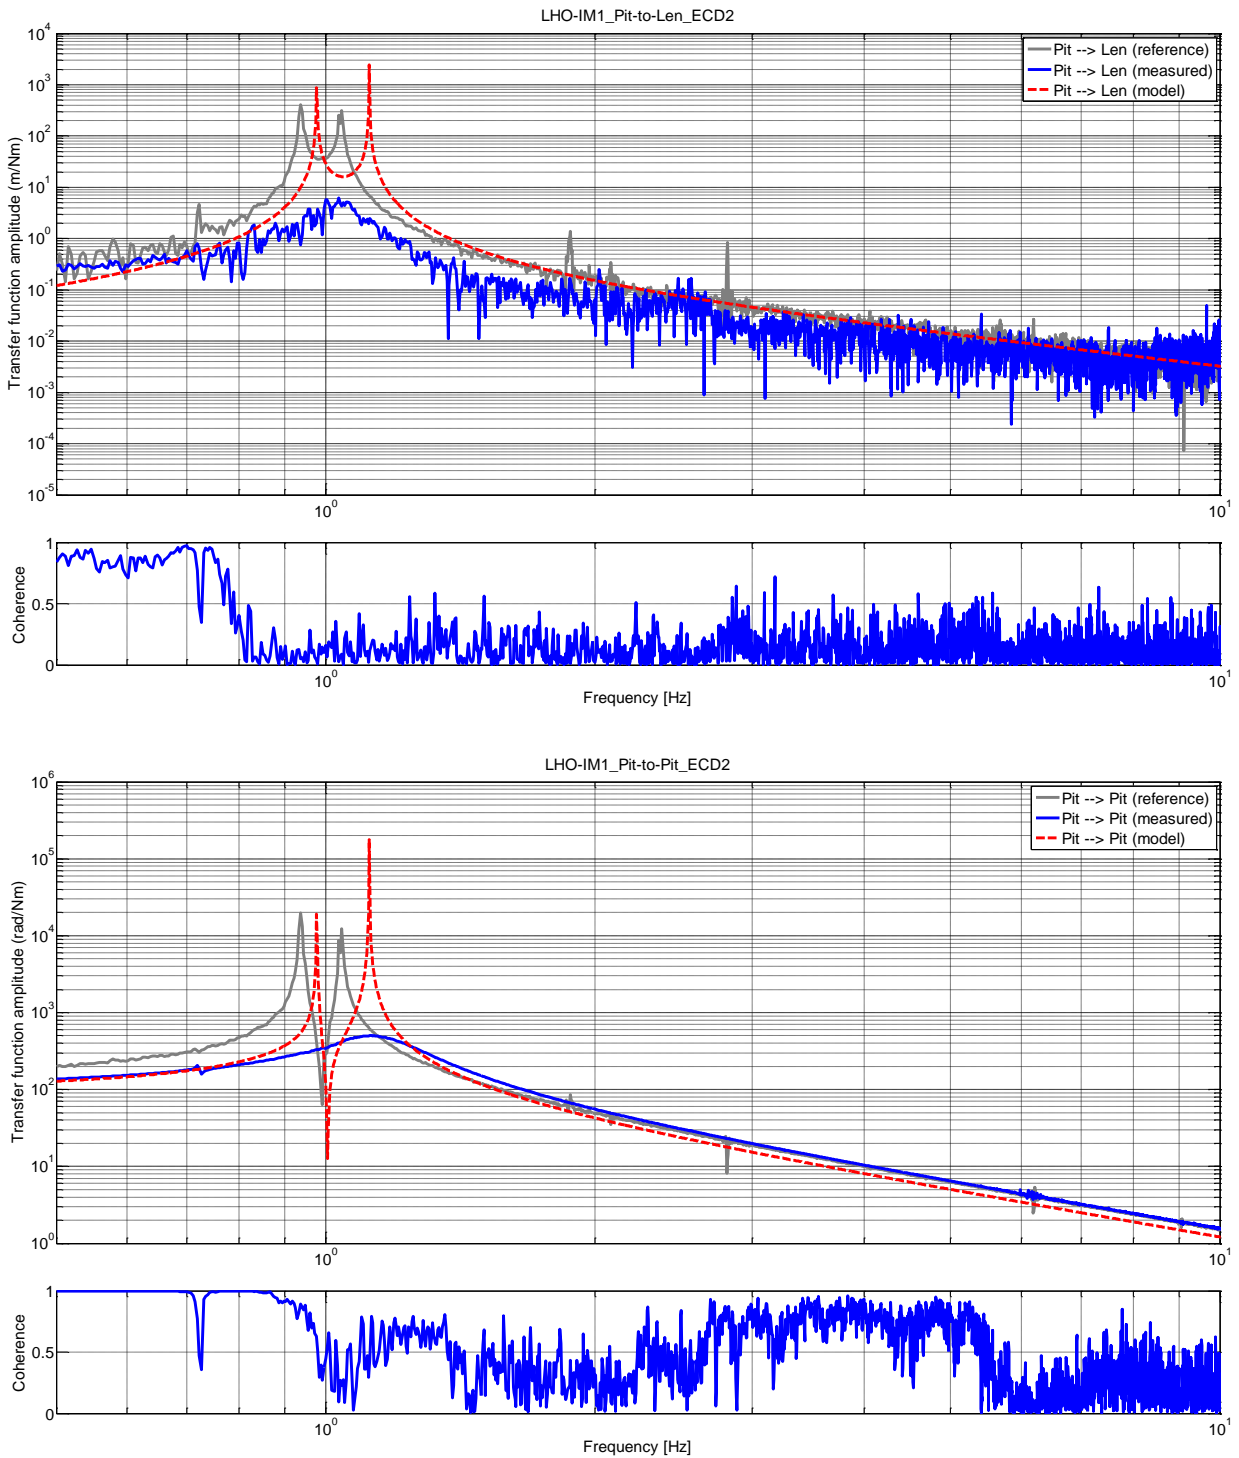 LHO-IM1_Pit-to-Len_ECD2
Pit --> Len (reference)
Pit --> Len (measured)
Pit --> Len (model)
Transfer function amplitude (m/Nm)
10^4
10^3
10^2
10^1
10^0
10^-1
10^-2
10^-3
10^-4
10^-5
10^0
10^1
Coherence
1
0.5
0
10^0
10^1
Frequency [Hz]
LHO-IM1_Pit-to-Pit_ECD2
Pit --> Pit (reference)
Pit --> Pit (measured)
Pit --> Pit (model)
Transfer function amplitude (rad/Nm)
10^6
10^5
10^4
10^3
10^2
10^1
10^0
10^0
10^1
Coherence
1
0.5
0
10^0
10^1
Frequency [Hz]